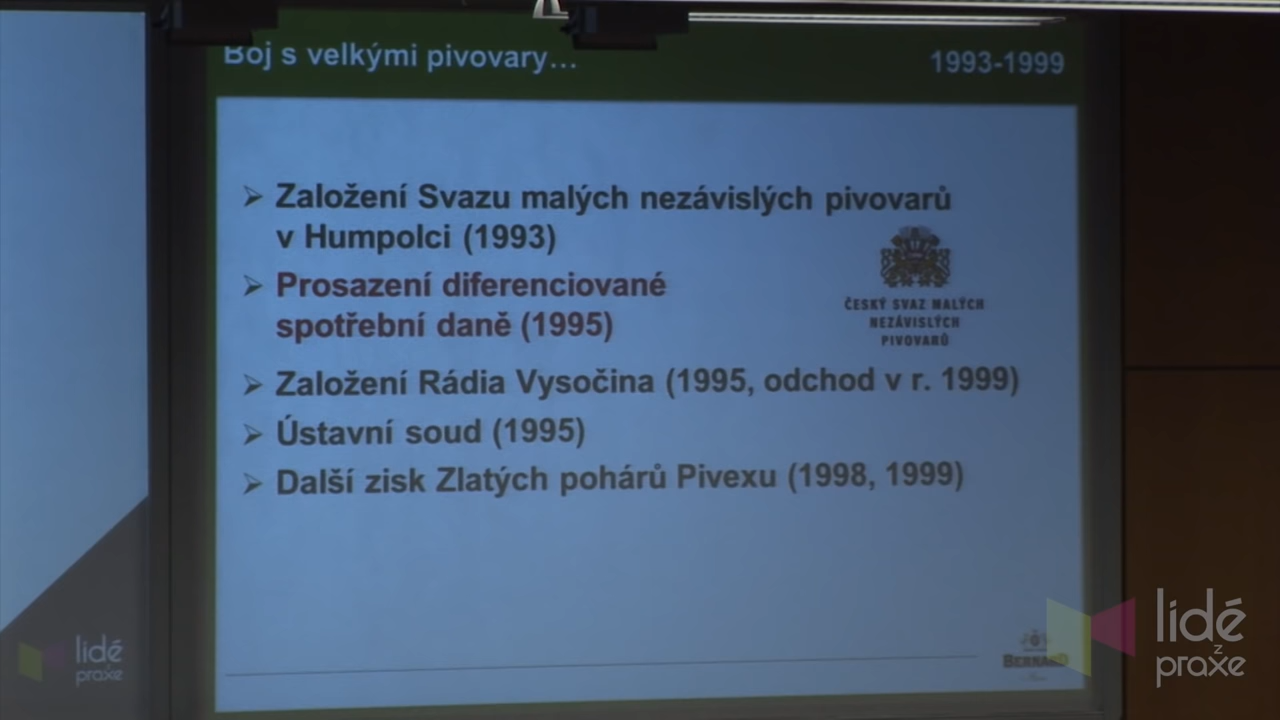 Boj s velkými pivovary...
1993-1999
➢ Založení Svazu malých nezávislých pivovarů
v Humpolci (1993)
➢ Prosazení diferenciované
spotřební daně (1995)
ČESKÝ SVAZ MALÝCH
NEZÁVISLÝCH
PIVOVARŮ
➢ Založení Rádia Vysočina (1995, odchod v r. 1999)
➢ Ústavní soud (1995)
➢ Další zisk Zlatých pohárů Pivexu (1998, 1999)
BERNARD
lidé
z
praxe
lidé
z
praxe